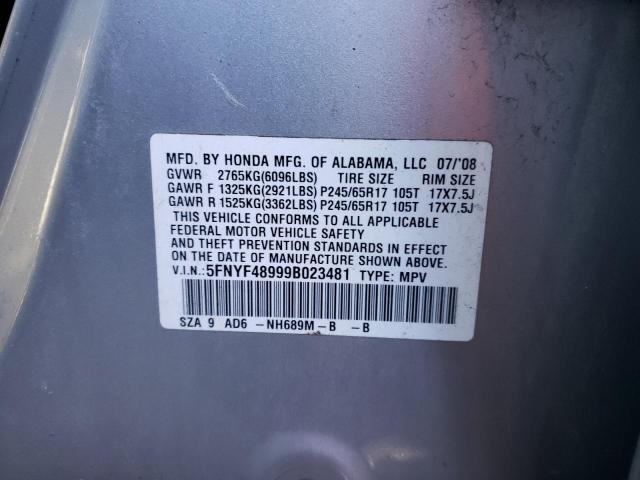 MFD. BY HONDA MFG. OF ALABAMA, LLC 07/'08
GVWR 2765KG(6096LBS) TIRE SIZE RIM SIZE
GAWR F 1325KG(2921LBS) P245/65R17 105T 17X7.5J
GAWR R 1525KG(3362LBS) P245/65R17 105T 17X7.5J
THIS VEHICLE CONFORMS TO ALL APPLICABLE
FEDERAL MOTOR VEHICLE SAFETY
AND THEFT PREVENTION STANDARDS IN EFFECT
ON THE DATE OF MANUFACTURE SHOWN ABOVE.
V.I.N.:5FNYF48999B023481 TYPE: MPV
SZA 9 AD6 -NH689M-B -B